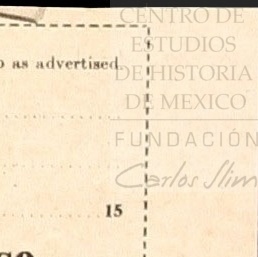 CENTRO DE
ESTUDIOS
as advertised.
DE HISTORIA
DE MEXICO
FUNDACIÓN
Carlos Slim
15